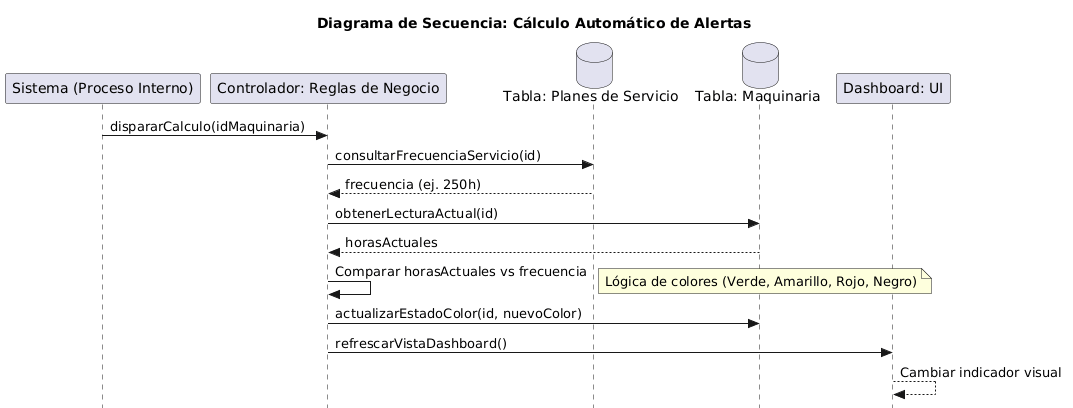 Diagrama de Secuencia: Cálculo Automático de Alertas
Sistema (Proceso Interno)
Controlador: Reglas de Negocio
Tabla: Planes de Servicio
Tabla: Maquinaria
Dashboard: UI
dispararCalculo(idMaquinaria)
consultarFrecuenciaServicio(id)
frecuencia (ej. 250h)
obtenerLecturaActual(id)
horasActuales
Comparar horasActuales vs frecuencia
Lógica de colores (Verde, Amarillo, Rojo, Negro)
actualizarEstadoColor(id, nuevoColor)
refrescarVistaDashboard()
Cambiar indicador visual